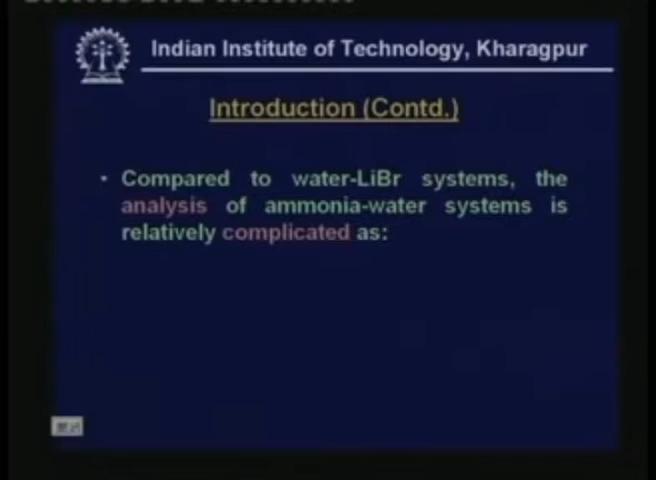 Indian Institute of Technology, Kharagpur
Introduction (Contd.)
• Compared to water-LiBr systems, the
analysis of ammonia-water systems is
relatively complicated as: